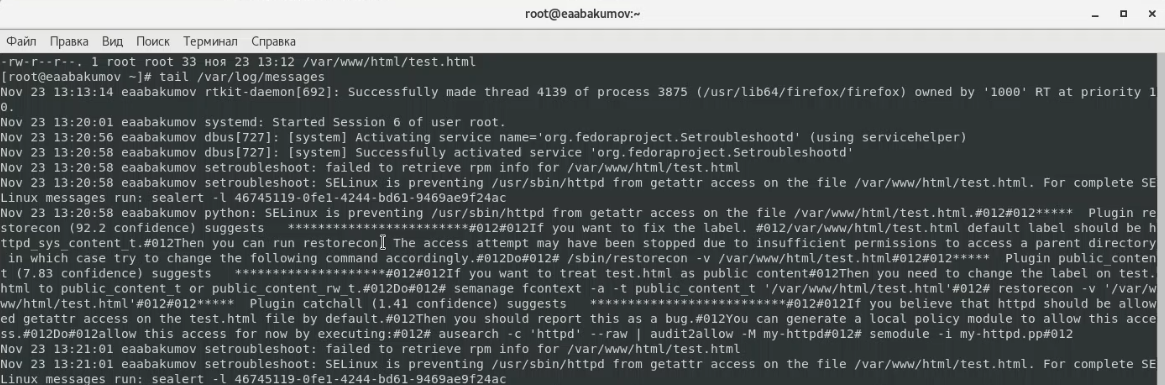 root@eaabakumov:~
Файл Правка Вид Поиск Терминал Справка
-rw-r--r--. 1 root root 33 ноя 23 13:12 /var/www/html/test.html
[root@eaabakumov ~]# tail /var/log/messages
Nov 23 13:13:14 eaabakumov rtkit-daemon[692]: Successfully made thread 4139 of process 3875 (/usr/lib64/firefox/firefox) owned by '1000' RT at priority 1
0.
Nov 23 13:20:01 eaabakumov systemd: Started Session 6 of user root.
Nov 23 13:20:56 eaabakumov dbus[727]: [system] Activating service name='org.fedoraproject.Setroubleshootd' (using servicehelper)
Nov 23 13:20:58 eaabakumov dbus[727]: [system] Successfully activated service 'org.fedoraproject.Setroubleshootd'
Nov 23 13:20:58 eaabakumov setroubleshoot: failed to retrieve rpm info for /var/www/html/test.html
Nov 23 13:20:58 eaabakumov setroubleshoot: SELinux is preventing /usr/sbin/httpd from getattr access on the file /var/www/html/test.html. For complete SE
Linux messages run: sealert -l 46745119-0fe1-4244-bd61-9469ae9f24ac
Nov 23 13:20:58 eaabakumov python: SELinux is preventing /usr/sbin/httpd from getattr access on the file /var/www/html/test.html.#012#012***** Plugin re
storecon (92.2 confidence) suggests ************************#012#012If you want to fix the label. #012/var/www/html/test.html default label should be h
ttpd_sys_content_t.#012Then you can run restorecon. The access attempt may have been stopped due to insufficient permissions to access a parent directory
in which case try to change the following command accordingly.#012Do#012# /sbin/restorecon -v /var/www/html/test.html#012#012***** Plugin public_conten
t (7.83 confidence) suggests ********************#012#012If you want to treat test.html as public content#012Then you need to change the label on test.
html to public_content_t or public_content_rw_t.#012Do#012# semanage fcontext -a -t public_content_t '/var/www/html/test.html'#012# restorecon -v '/var/w
ww/html/test.html'#012#012***** Plugin catchall (1.41 confidence) suggests **************************#012#012If you believe that httpd should be allow
ed getattr access on the test.html file by default.#012Then you should report this as a bug.#012You can generate a local policy module to allow this acce
ss.#012Do#012allow this access for now by executing:#012# ausearch -c 'httpd' --raw | audit2allow -M my-httpd#012# semodule -i my-httpd.pp#012
Nov 23 13:21:01 eaabakumov setroubleshoot: failed to retrieve rpm info for /var/www/html/test.html
Nov 23 13:21:01 eaabakumov setroubleshoot: SELinux is preventing /usr/sbin/httpd from getattr access on the file /var/www/html/test.html. For complete SE
Linux messages run: sealert -l 46745119-0fe1-4244-bd61-9469ae9f24ac